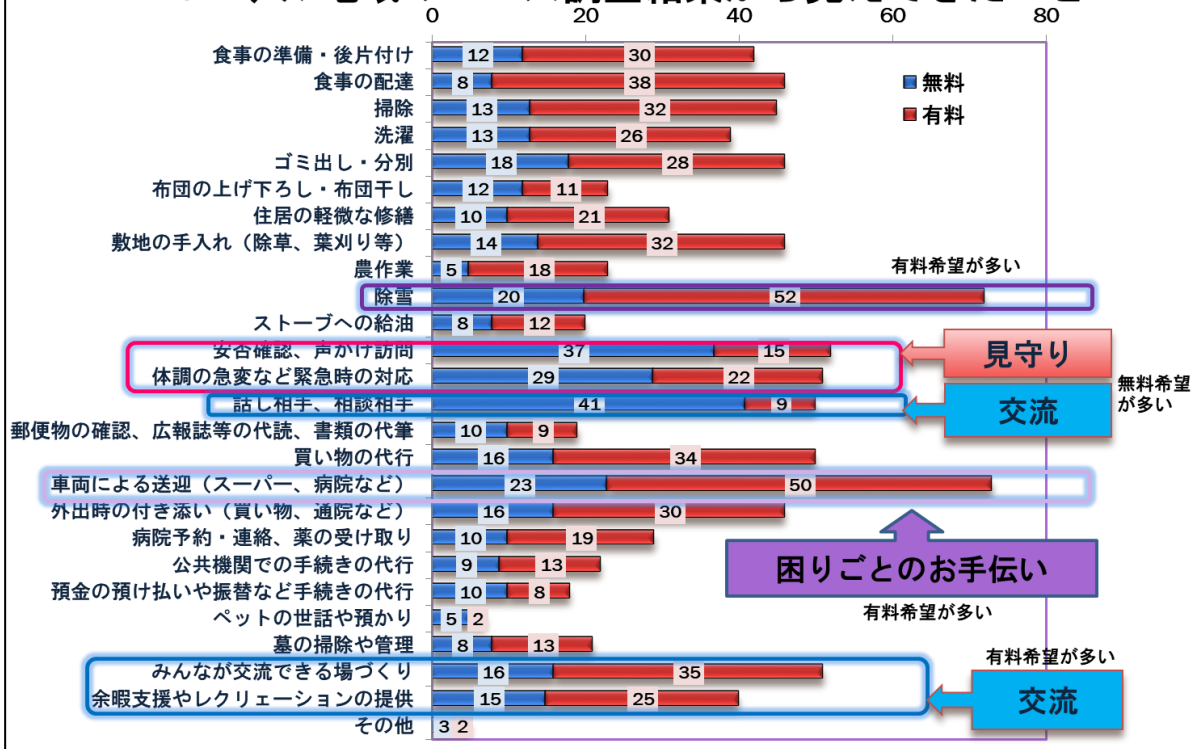 0 20 40 60 80
無料
有料
食事の準備・後片付け 12 30
食事の配達 8 38
掃除 13 32
洗濯 13 26
ゴミ出し・分別 18 28
布団の上げ下ろし・布団干し 12 11
住居の軽微な修繕 10 21
敷地の手入れ（除草、葉刈り等） 14 32
農作業 5 18
有料希望が多い
除雪 20 52
ストーブへの給油 8 12
安否確認、声かけ訪問 37 15
見守り
体調の急変など緊急時の対応 29 22
無料希望
が多い
話し相手、相談相手 41 9
交流
郵便物の確認、広報誌等の代読、書類の代筆 10 9
買い物の代行 16 34
車両による送迎（スーパー、病院など） 23 50
外出時の付き添い（買い物、通院など） 16 30
病院予約・連絡、薬の受け取り 10 19
公共機関での手続きの代行 9 13
困りごとのお手伝い
預金の預け払いや振替など手続きの代行 10 8
有料希望が多い
ペットの世話や預かり 5 2
墓の掃除や管理 8 13
有料希望が多い
みんなが交流できる場づくり 16 35
余暇支援やレクリェーションの提供 15 25
交流
その他 3 2